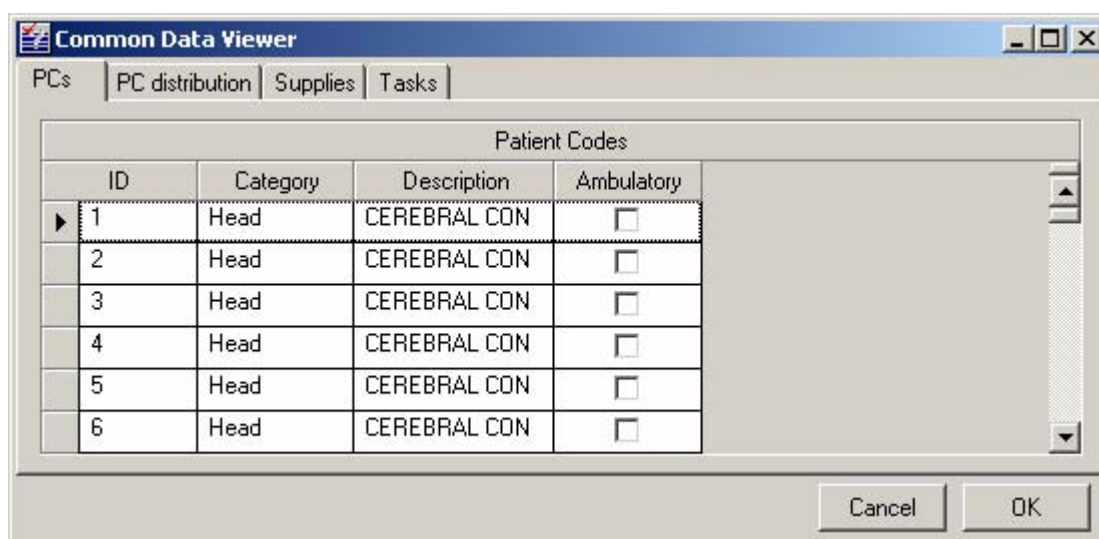 Common Data Viewer
PCs PC distribution Supplies Tasks
Patient Codes
ID Category Description Ambulatory
1 Head CEREBRAL CON
2 Head CEREBRAL CON
3 Head CEREBRAL CON
4 Head CEREBRAL CON
5 Head CEREBRAL CON
6 Head CEREBRAL CON
Cancel OK